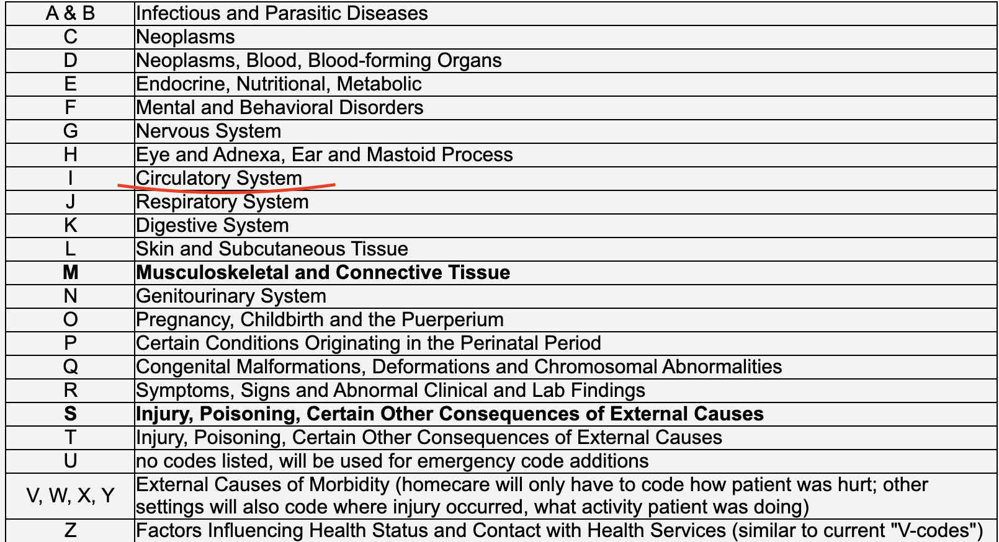 A & B Infectious and Parasitic Diseases
C Neoplasms
D Neoplasms, Blood, Blood-forming Organs
E Endocrine, Nutritional, Metabolic
F Mental and Behavioral Disorders
G Nervous System
H Eye and Adnexa, Ear and Mastoid Process
I Circulatory System
J Respiratory System
K Digestive System
L Skin and Subcutaneous Tissue
M Musculoskeletal and Connective Tissue
N Genitourinary System
O Pregnancy, Childbirth and the Puerperium
P Certain Conditions Originating in the Perinatal Period
Q Congenital Malformations, Deformations and Chromosomal Abnormalities
R Symptoms, Signs and Abnormal Clinical and Lab Findings
S Injury, Poisoning, Certain Other Consequences of External Causes
T Injury, Poisoning, Certain Other Consequences of External Causes
U no codes listed, will be used for emergency code additions
V, W, X, Y External Causes of Morbidity (homecare will only have to code how patient was hurt; other
settings will also code where injury occurred, what activity patient was doing)
Z Factors Influencing Health Status and Contact with Health Services (similar to current "V-codes")